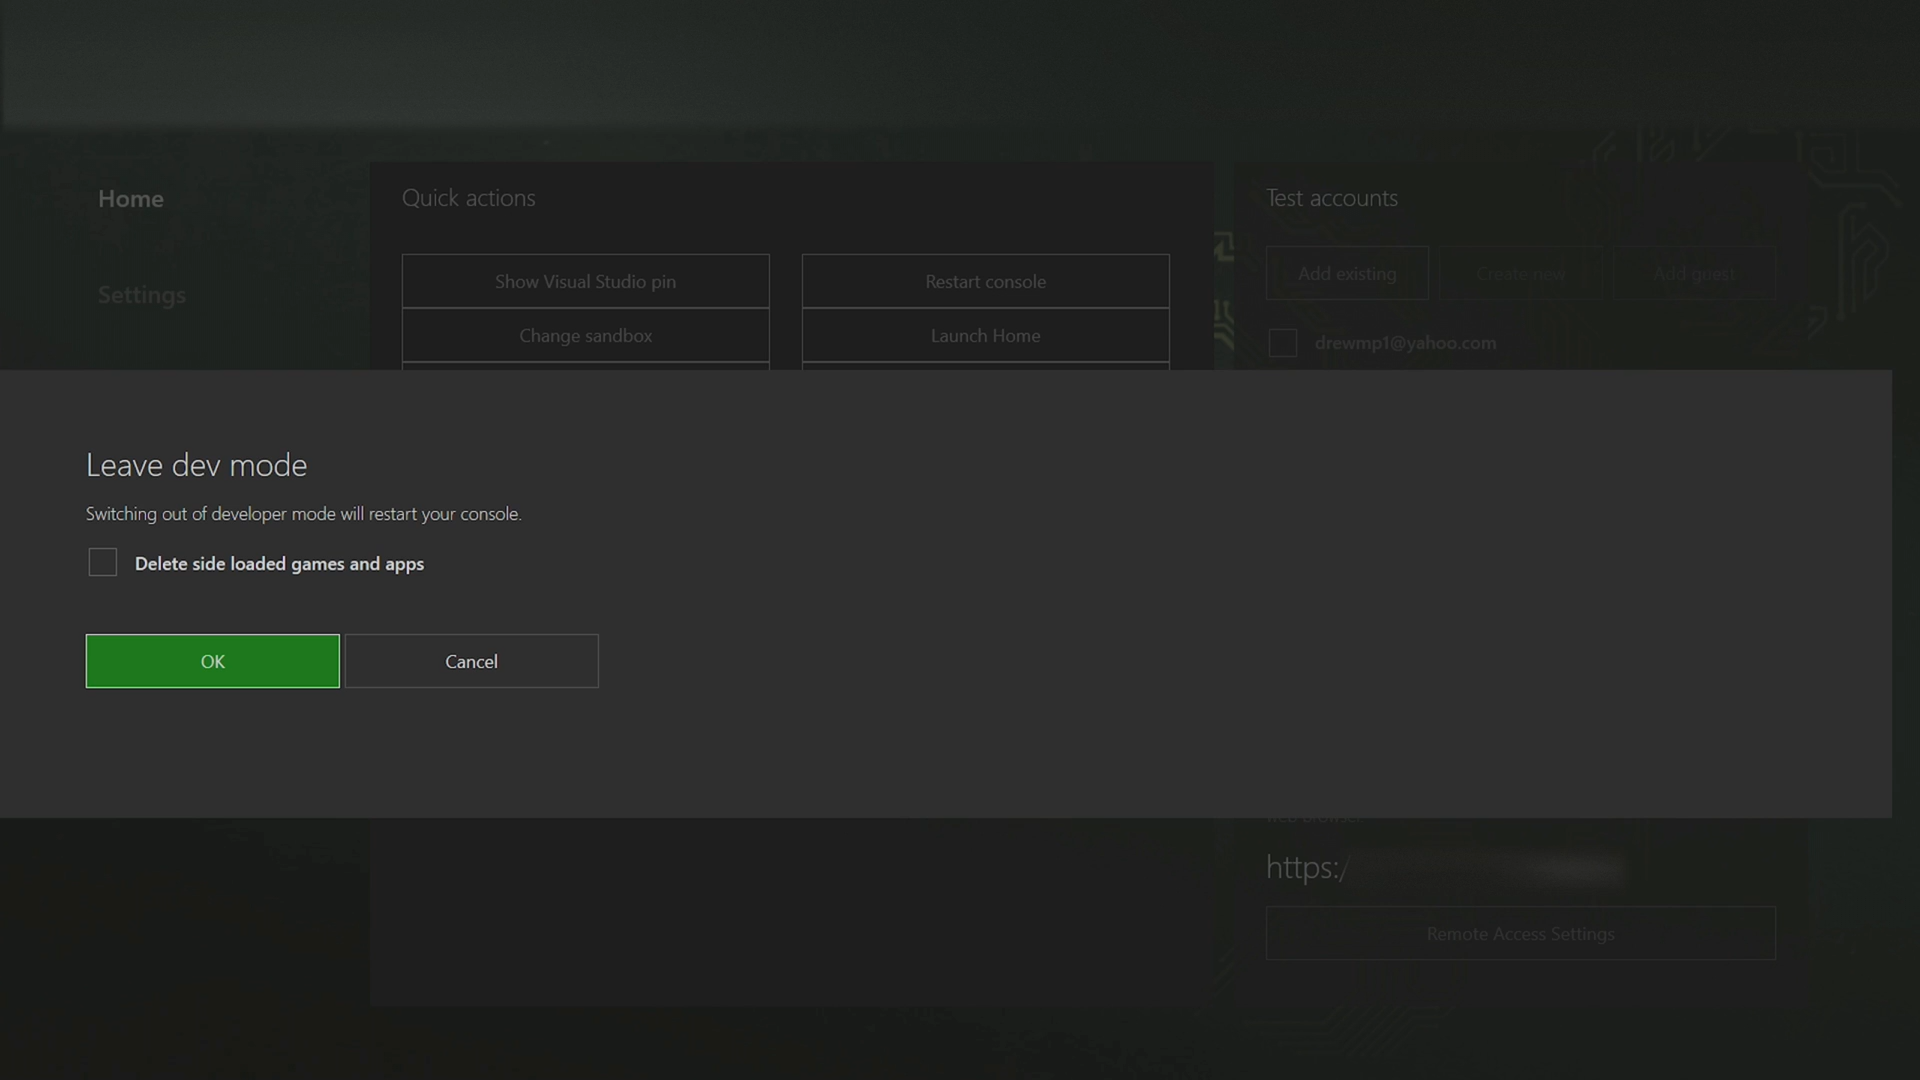 Home
Settings
Quick actions
Show Visual Studio pin
Restart console
Change sandbox
Launch Home
Test accounts
Add existing
Create new
Add guest
drewmp1@yahoo.com
Leave dev mode
Switching out of developer mode will restart your console.
Delete side loaded games and apps
OK
Cancel
web browser
https:/
Remote Access Settings